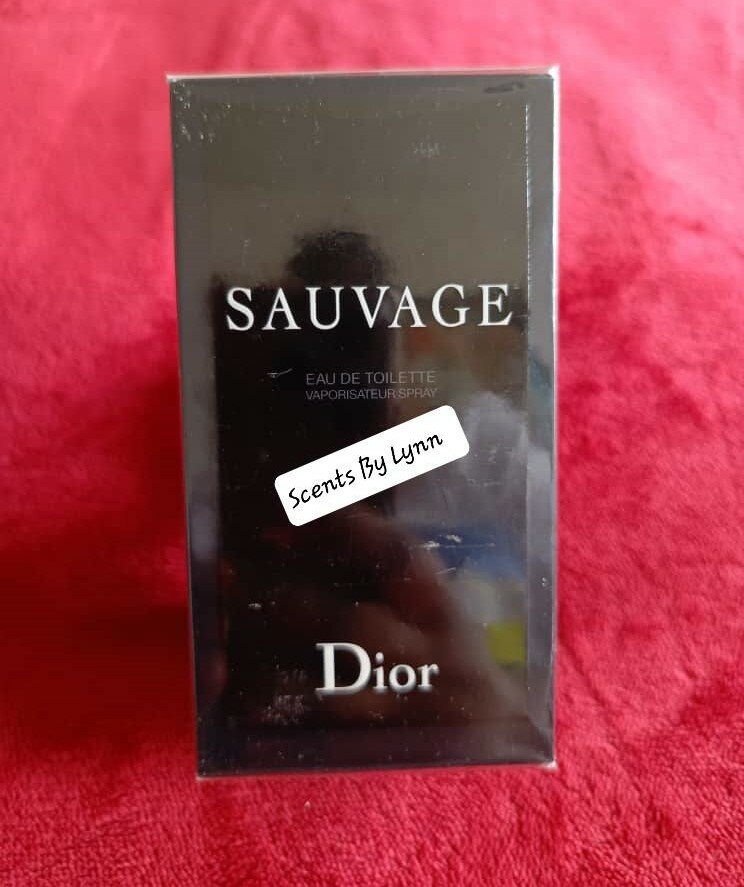 SAUVAGE
EAU DE TOILETTE
VAPORISATEUR SPRAY
Scents By Lynn
Dior